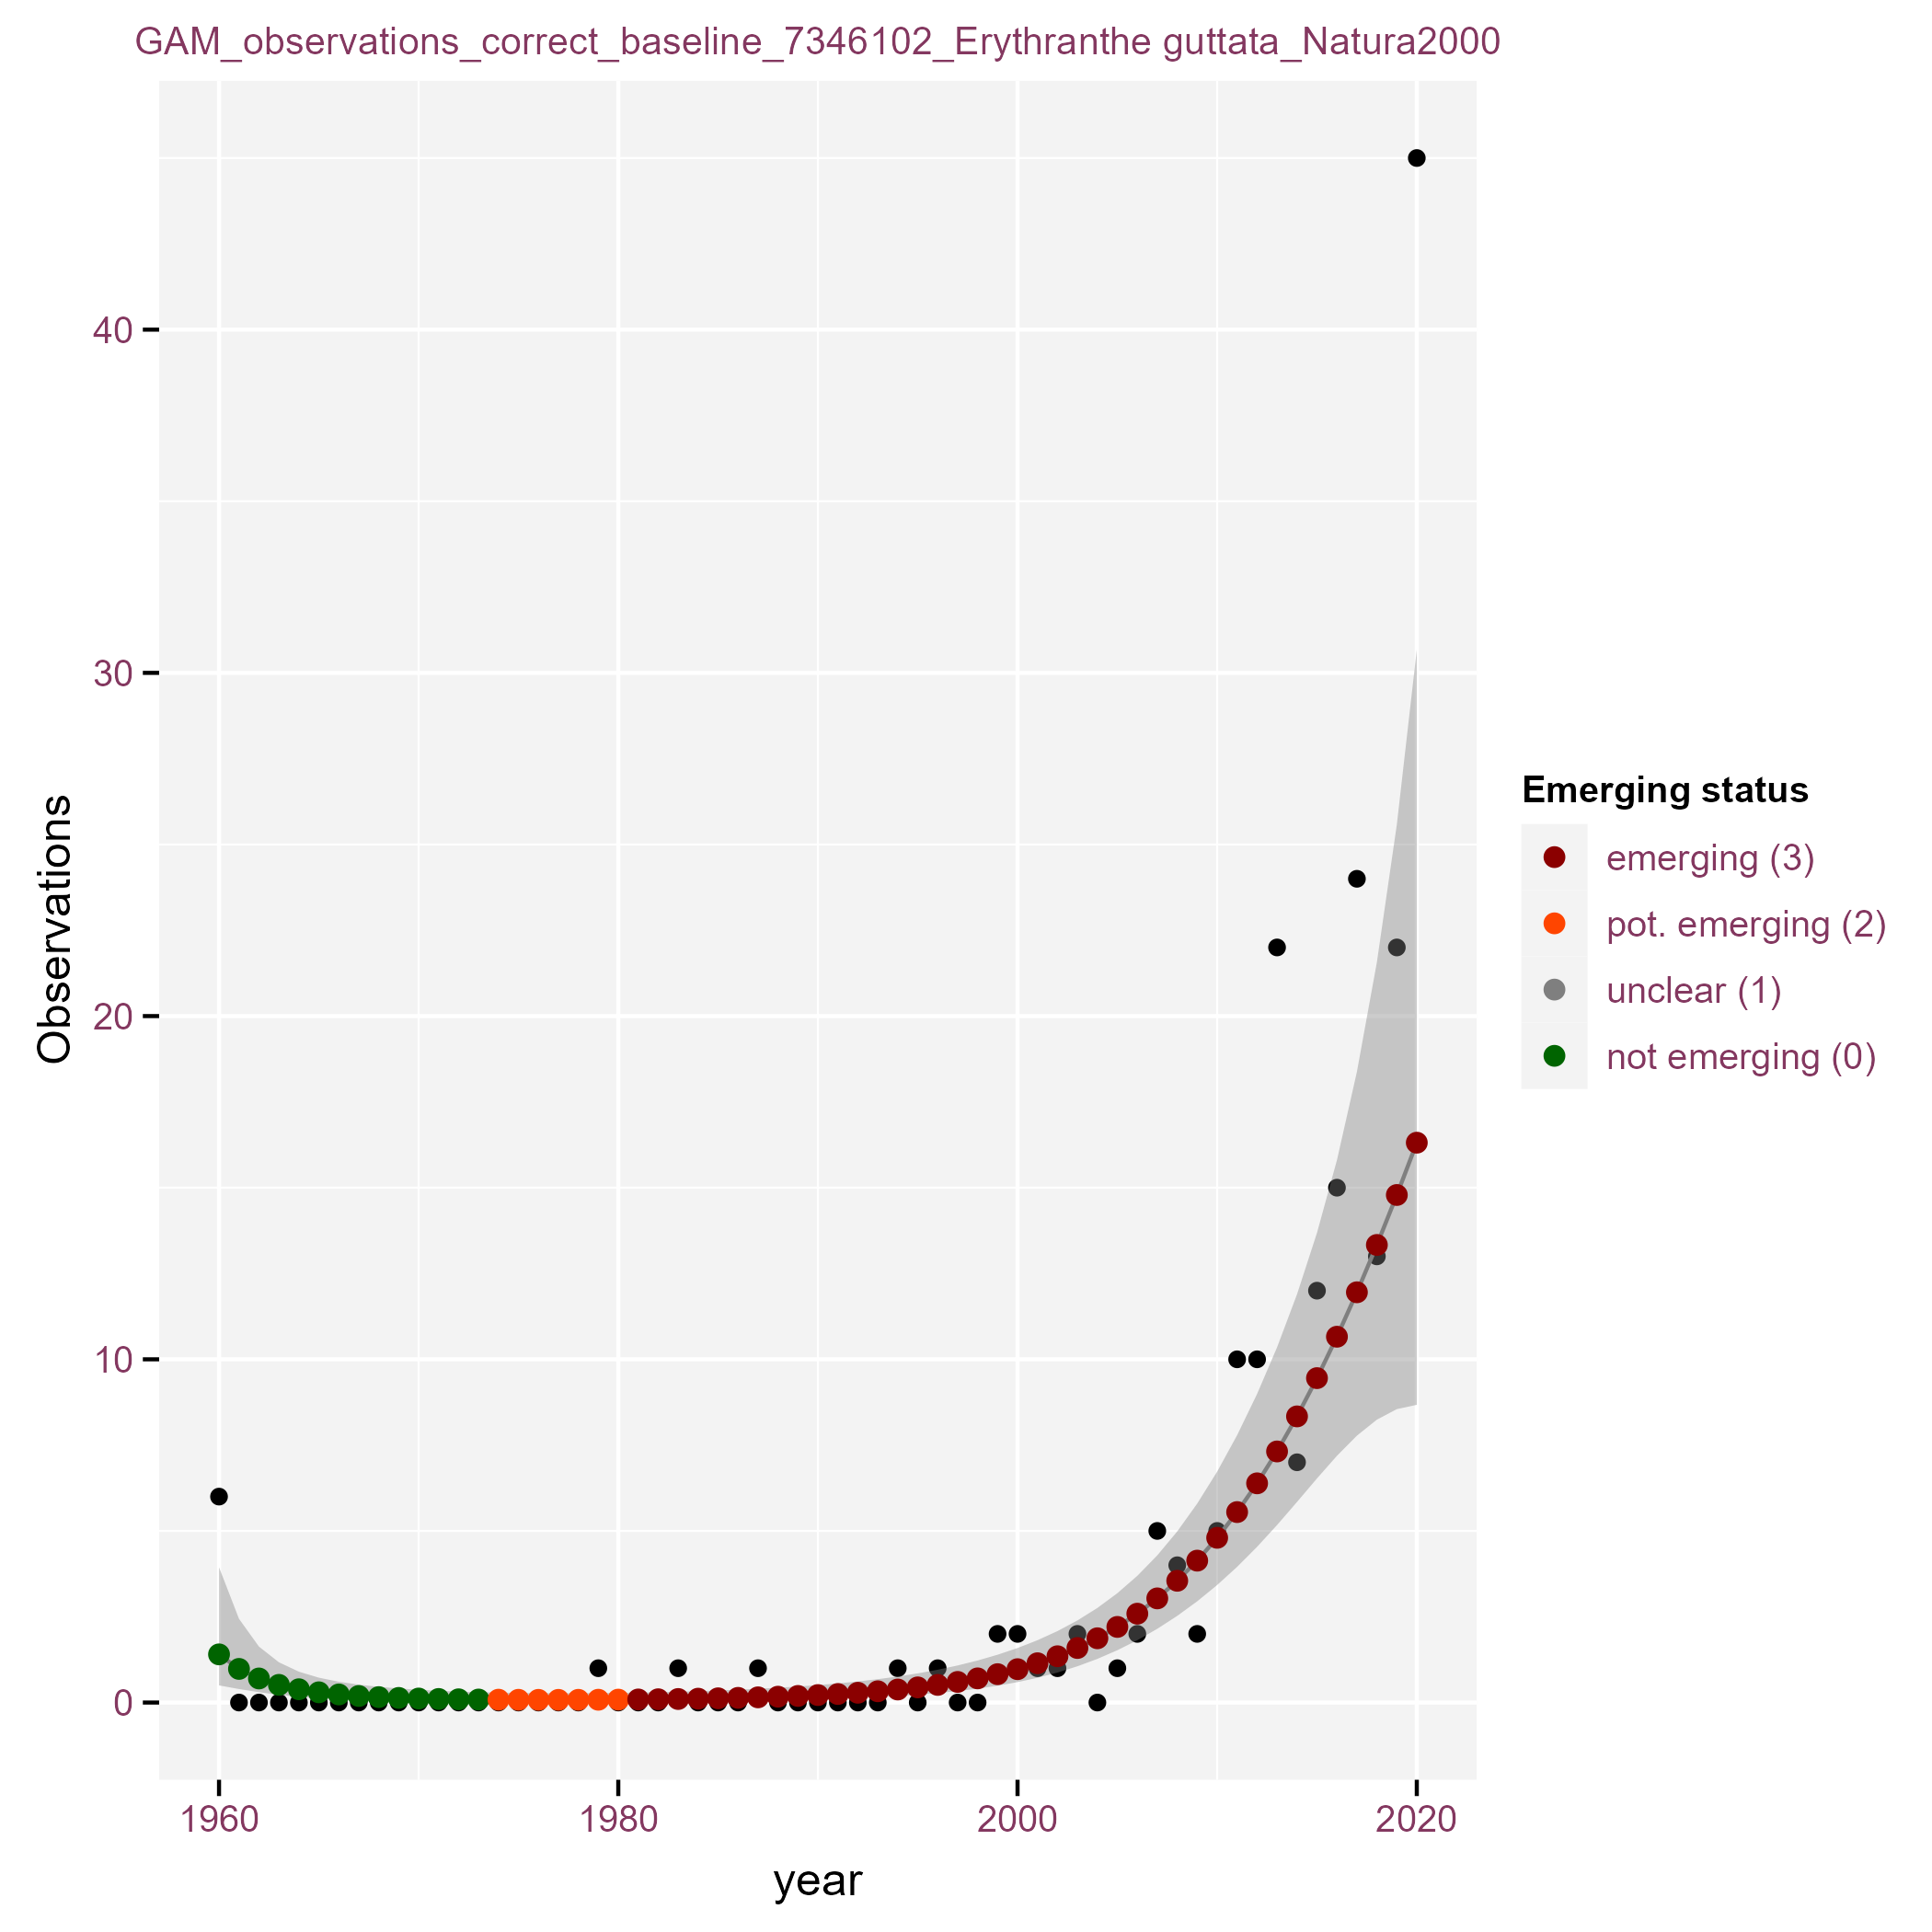 GAM_observations_correct_baseline_7346102_Erythranthe guttata_Natura2000
40
30
20
10
0
Observations
1960
1980
2000
2020
year
Emerging status
emerging (3)
pot. emerging (2)
unclear (1)
not emerging (0)